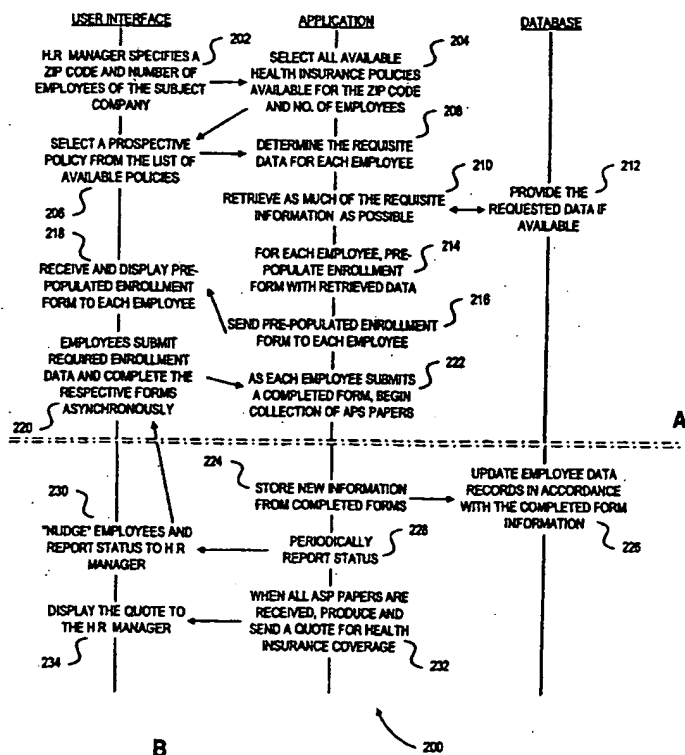 USER INTERFACE
APPLICATION
DATABASE
H.R MANAGER SPECIFIES A
ZIP CODE AND NUMBER OF
EMPLOYEES OF THE SUBJECT
COMPANY
202
SELECT ALL AVAILABLE
HEALTH INSURANCE POLICIES
AVAILABLE FOR THE ZIP CODE
AND NO. OF EMPLOYEES
204
SELECT A PROSPECTIVE
POLICY FROM THE LIST OF
AVAILABLE POLICIES
206
DETERMINE THE REQUISITE
DATA FOR EACH EMPLOYEE
208
RETRIEVE AS MUCH OF THE REQUISITE
INFORMATION AS POSSIBLE
210
PROVIDE THE
REQUESTED DATA IF
AVAILABLE
212
FOR EACH EMPLOYEE, PRE-
POPULATE ENROLLMENT
FORM WITH RETRIEVED DATA
214
218
RECEIVE AND DISPLAY PRE-
POPULATED ENROLLMENT
FORM TO EACH EMPLOYEE
SEND PRE-POPULATED ENROLLMENT
FORM TO EACH EMPLOYEE
216
EMPLOYEES SUBMIT
REQUIRED ENROLLMENT
DATA AND COMPLETE THE
RESPECTIVE FORMS
ASYNCHRONOUSLY
220
AS EACH EMPLOYEE SUBMITS
A COMPLETED FORM, BEGIN
COLLECTION OF APS PAPERS
222
A
224
STORE NEW INFORMATION
FROM COMPLETED FORMS
UPDATE EMPLOYEE DATA
RECORDS IN ACCORDANCE
WITH THE COMPLETED FORM
INFORMATION
226
230
"NUDGE" EMPLOYEES AND
REPORT STATUS TO H R
MANAGER
PERIODICALLY
REPORT STATUS
228
WHEN ALL ASP PAPERS ARE
RECEIVED, PRODUCE AND
SEND A QUOTE FOR HEALTH
INSURANCE COVERAGE
232
DISPLAY THE QUOTE TO
THE H R MANAGER
234
B
200